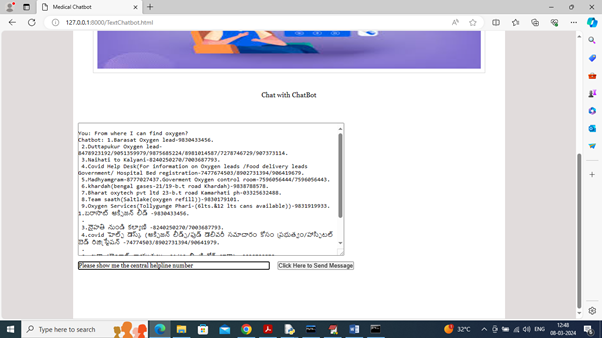 Medical Chatbot
127.0.0.1:8000/TextChatbot.html
Chat with ChatBot
You: From where I can find oxygen?
Chatbot: 1.Barasat Oxygen lead-9830433456.
2.Duttapukur Oxygen lead-
8478923192/9051359979/9875685224/8981014587/7278746729/907373114.
3.Naihati to Kalyani-8240250270/7003687793.
4.Covid Help Desk(For information on Oxygen leads /Food delivery leads
Government/ Hospital Bed registration-7477674503/8902731394/906419679.
5.Madhyamgram-8777027437.Goverment Oxygen control room-7596056444/7596056443.
6.khardah(bengal gases-21/19-b.t road Khardah)-9838788578.
7.Bharat oxytech pvt ltd 23-b.t road Kamarhati ph-03325632488.
8.Team saath(Saltlake(oxygen refill))-9830179101.
9.Oxygen Services(Tollygunge Phari-(6lts.&12 lts cans available))-9831919933.
1.బరాసాట్ ఆక్సిజన్ లీడ్ -9830433456.
.
3.నైహతి నుండి కల్యాణి -8240250270/7003687793.
4.covid హెల్ప్ డెస్క్ (ఆక్సిజన్ లీడ్స్/ఫుడ్ డెలివరీ సమాచారం కోసం ప్రభుత్వం/హాస్పిటల్
బెడ్ రిజిస్ట్రేషన్ -74774503/8902731394/90641979.
.
Please show me the central helpline number
Click Here to Send Message
Type here to search
32°C
ENG
12:48
08-03-2024